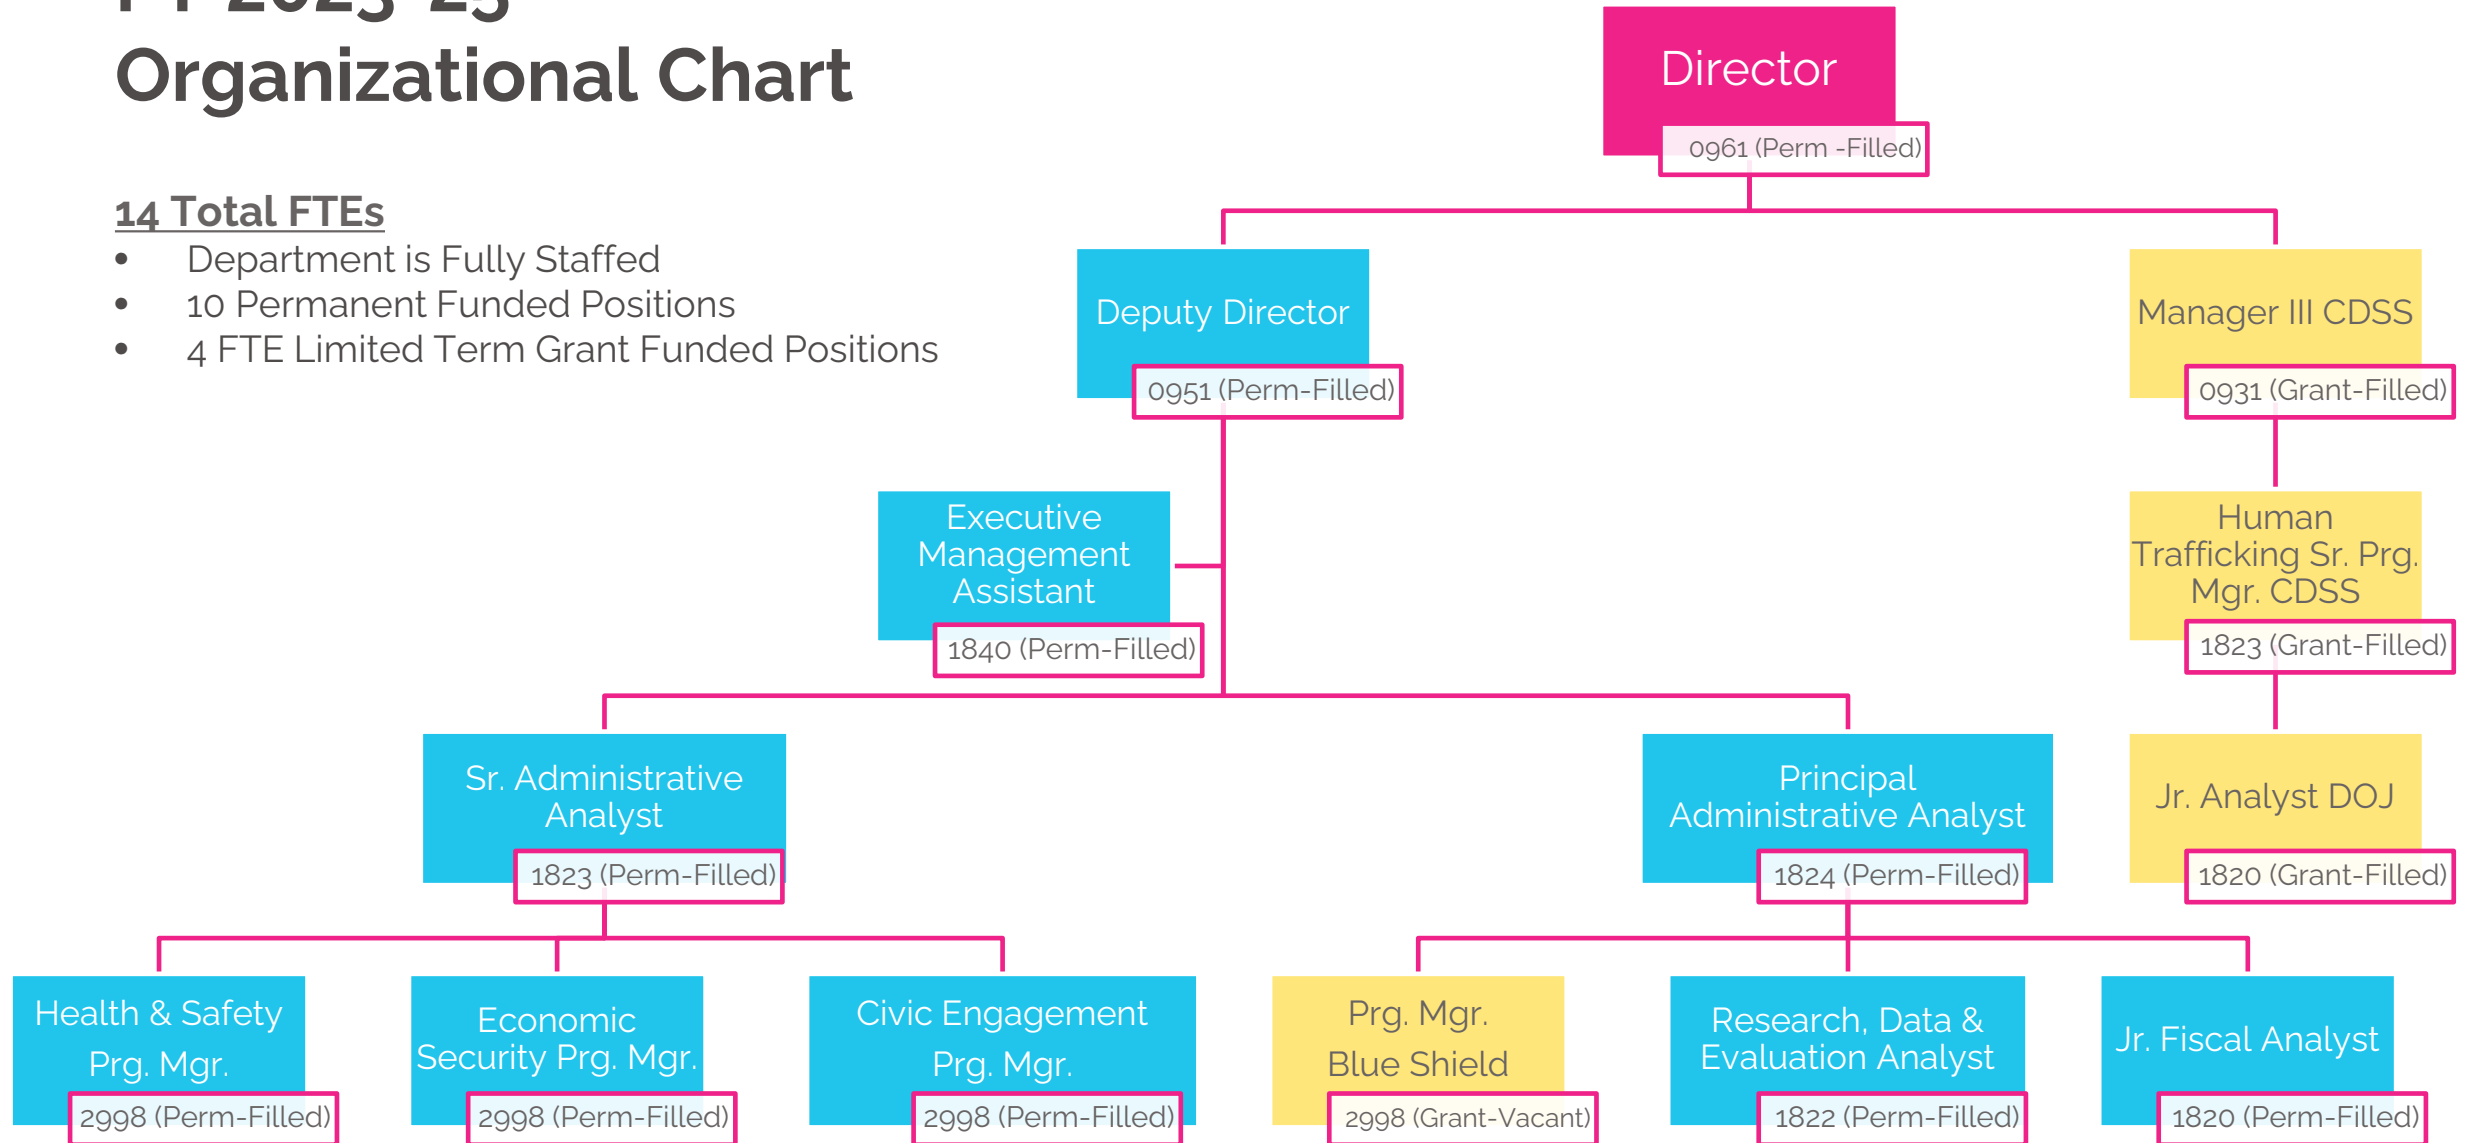 FY 2023-25
Organizational Chart
14 Total FTEs
• Department is Fully Staffed
• 10 Permanent Funded Positions
• 4 FTE Limited Term Grant Funded Positions
Director
0961 (Perm -Filled)
Deputy Director
0951 (Perm-Filled)
Manager III CDSS
0931 (Grant-Filled)
Executive
Management
Assistant
1840 (Perm-Filled)
Human
Trafficking Sr. Prg.
Mgr. CDSS
1823 (Grant-Filled)
Sr. Administrative
Analyst
1823 (Perm-Filled)
Principal
Administrative Analyst
1824 (Perm-Filled)
Jr. Analyst DOJ
1820 (Grant-Filled)
Health & Safety
Prg. Mgr.
2998 (Perm-Filled)
Economic
Security Prg. Mgr.
2998 (Perm-Filled)
Civic Engagement
Prg. Mgr.
2998 (Perm-Filled)
Prg. Mgr.
Blue Shield
2998 (Grant-Vacant)
Research, Data &
Evaluation Analyst
1822 (Perm-Filled)
Jr. Fiscal Analyst
1820 (Perm-Filled)